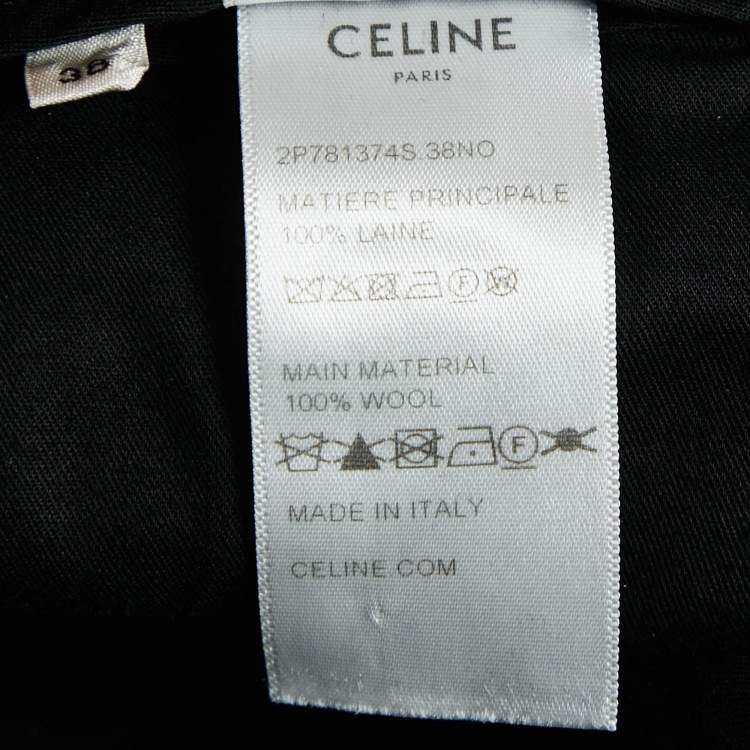 CELINE
PARIS
38
2P781374S.38NO
MATIERE PRINCIPALE
100% LAINE
F W
MAIN MATERIAL
100% WOOL
F
MADE IN ITALY
CELINE.COM